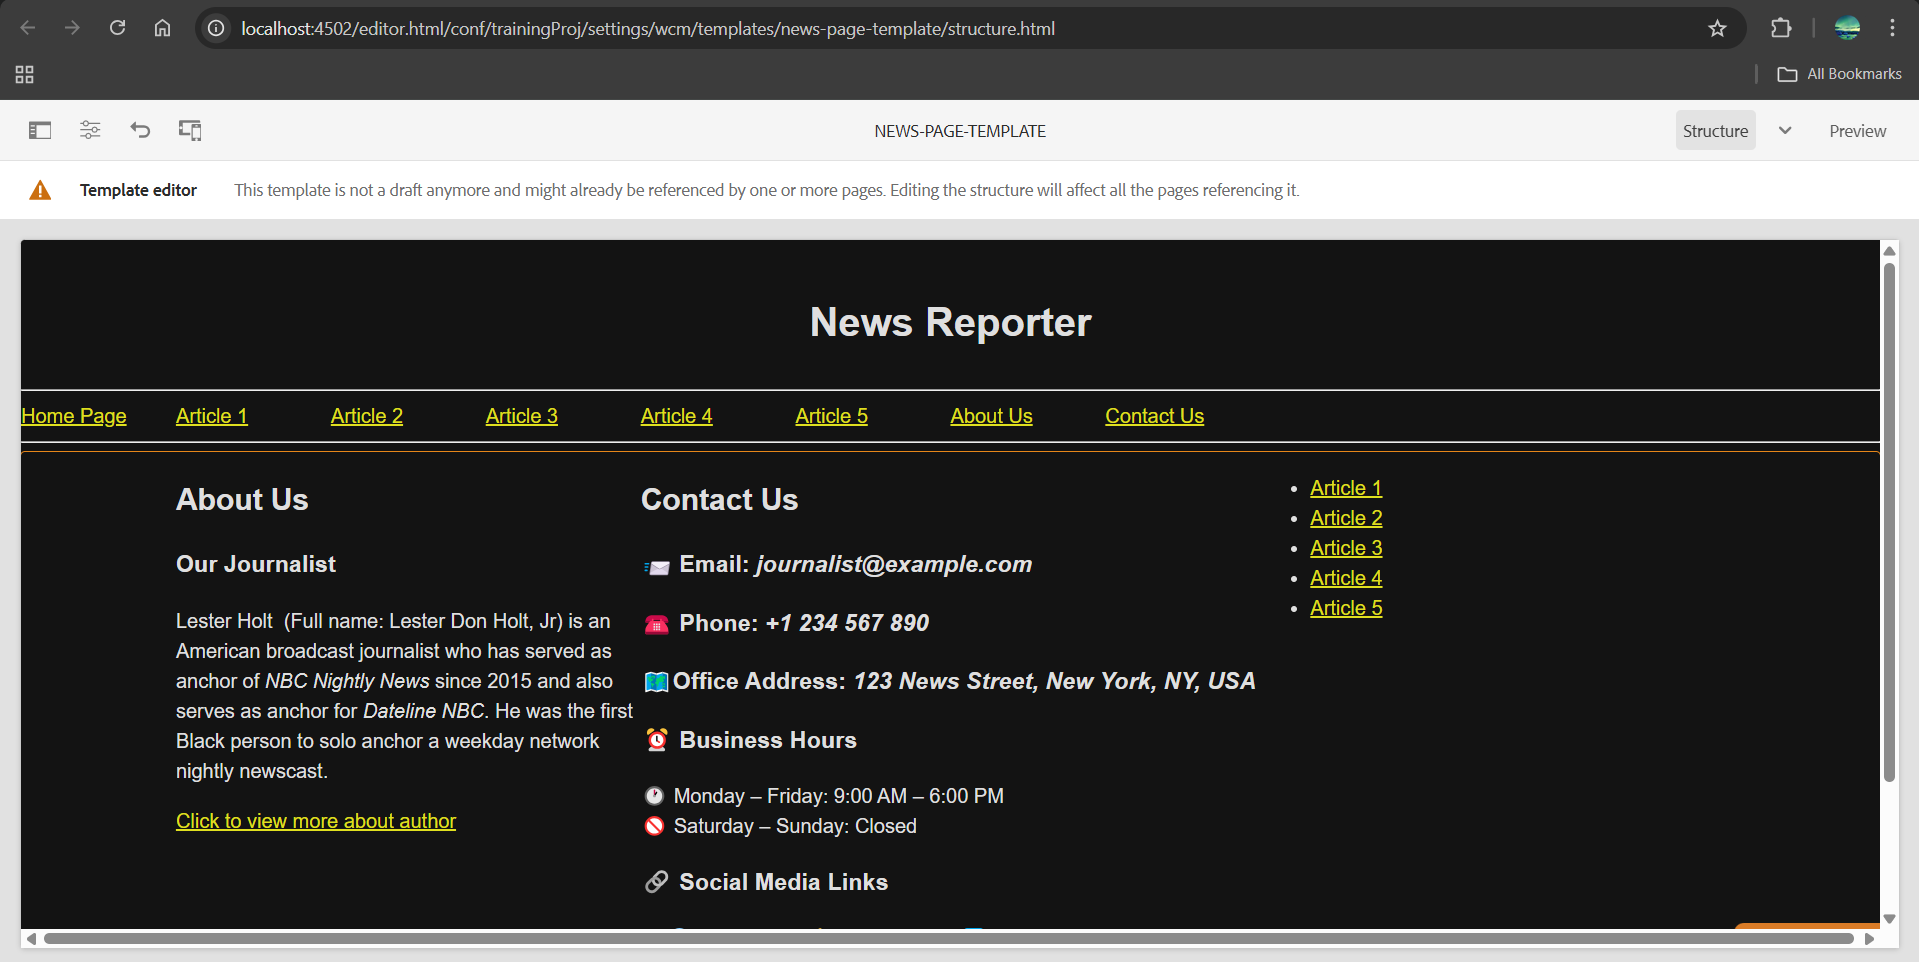 localhost:4502/editor.html/conf/trainingProj/settings/wcm/templates/news-page-template/structure.html
All Bookmarks
NEWS-PAGE-TEMPLATE
Structure
Preview
Template editor This template is not a draft anymore and might already be referenced by one or more pages. Editing the structure will affect all the pages referencing it.
News Reporter
Home Page Article 1 Article 2 Article 3 Article 4 Article 5 About Us Contact Us
About Us
Our Journalist
Lester Holt  (Full name: Lester Don Holt, Jr) is an
American broadcast journalist who has served as
anchor of NBC Nightly News since 2015 and also
serves as anchor for Dateline NBC. He was the first
Black person to solo anchor a weekday network
nightly newscast.
Click to view more about author
Contact Us
📨 Email: journalist@example.com
☎️ Phone: +1 234 567 890
🗺️ Office Address: 123 News Street, New York, NY, USA
⏰ Business Hours
🕐 Monday – Friday: 9:00 AM – 6:00 PM
🚫 Saturday – Sunday: Closed
🔗 Social Media Links
• Article 1
• Article 2
• Article 3
• Article 4
• Article 5